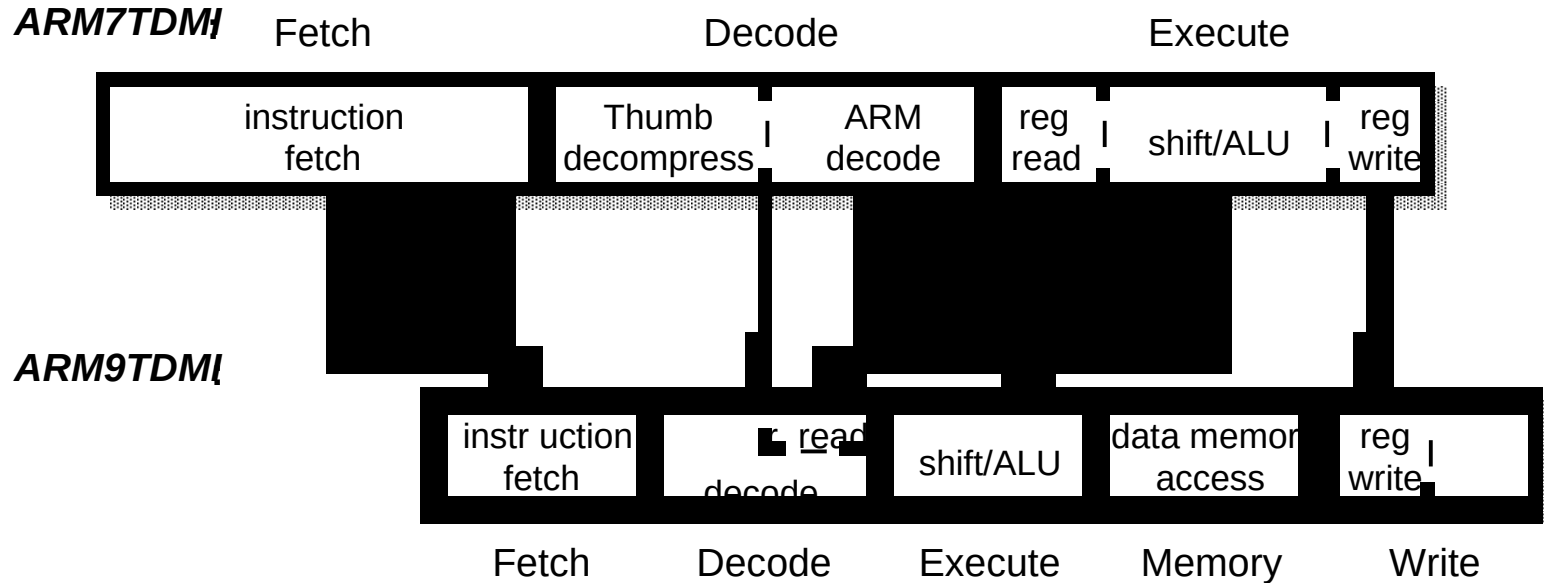 ARM7TDMI Fetch Decode Execute
instruction fetch
Thumb decompress
ARM decode
reg read
shift/ALU
reg write
ARM9TDMI
instr uction
fetch
r read
decode
shift/ALU
data memor
access
reg
write
Fetch Decode Execute Memory Write